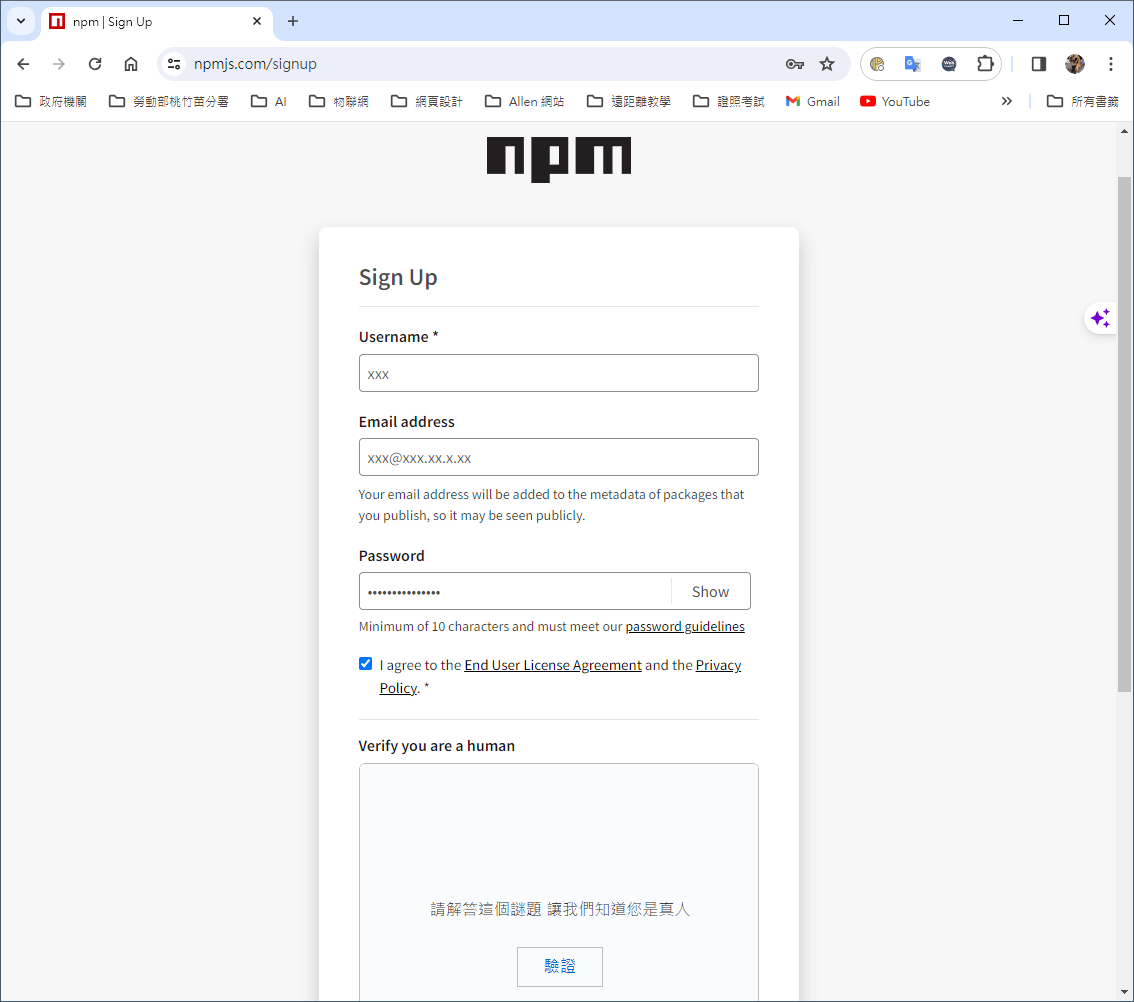 npm | Sign Up
npmjs.com/signup
政府機關
勞動部桃竹苗分署
AI
物聯網
網頁設計
Allen 網站
遠距離教學
證照考試
Gmail
YouTube
所有書籤
npm
Sign Up
Username *
xxx
Email address
xxx@xxx.xx.x.xx
Your email address will be added to the metadata of packages that
you publish, so it may be seen publicly.
Password
•••••••••••••••
Show
Minimum of 10 characters and must meet our password guidelines
I agree to the End User License Agreement and the Privacy
Policy. *
Verify you are a human
請解答這個謎題 讓我們知道您是真人
驗證